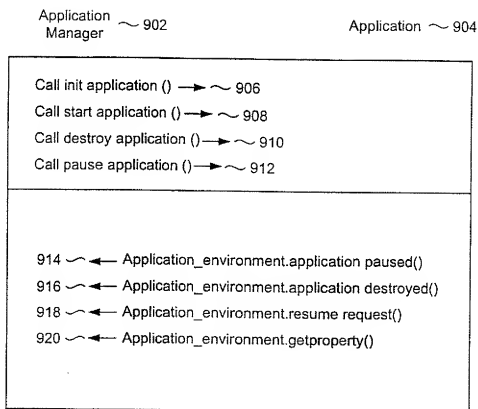 Application
Manager 902
Application 904
Call init application () 906
Call start application () 908
Call destroy application () 910
Call pause application () 912
914 Application_environment.application paused()
916 Application_environment.application destroyed()
918 Application_environment.resume request()
920 Application_environment.getproperty()